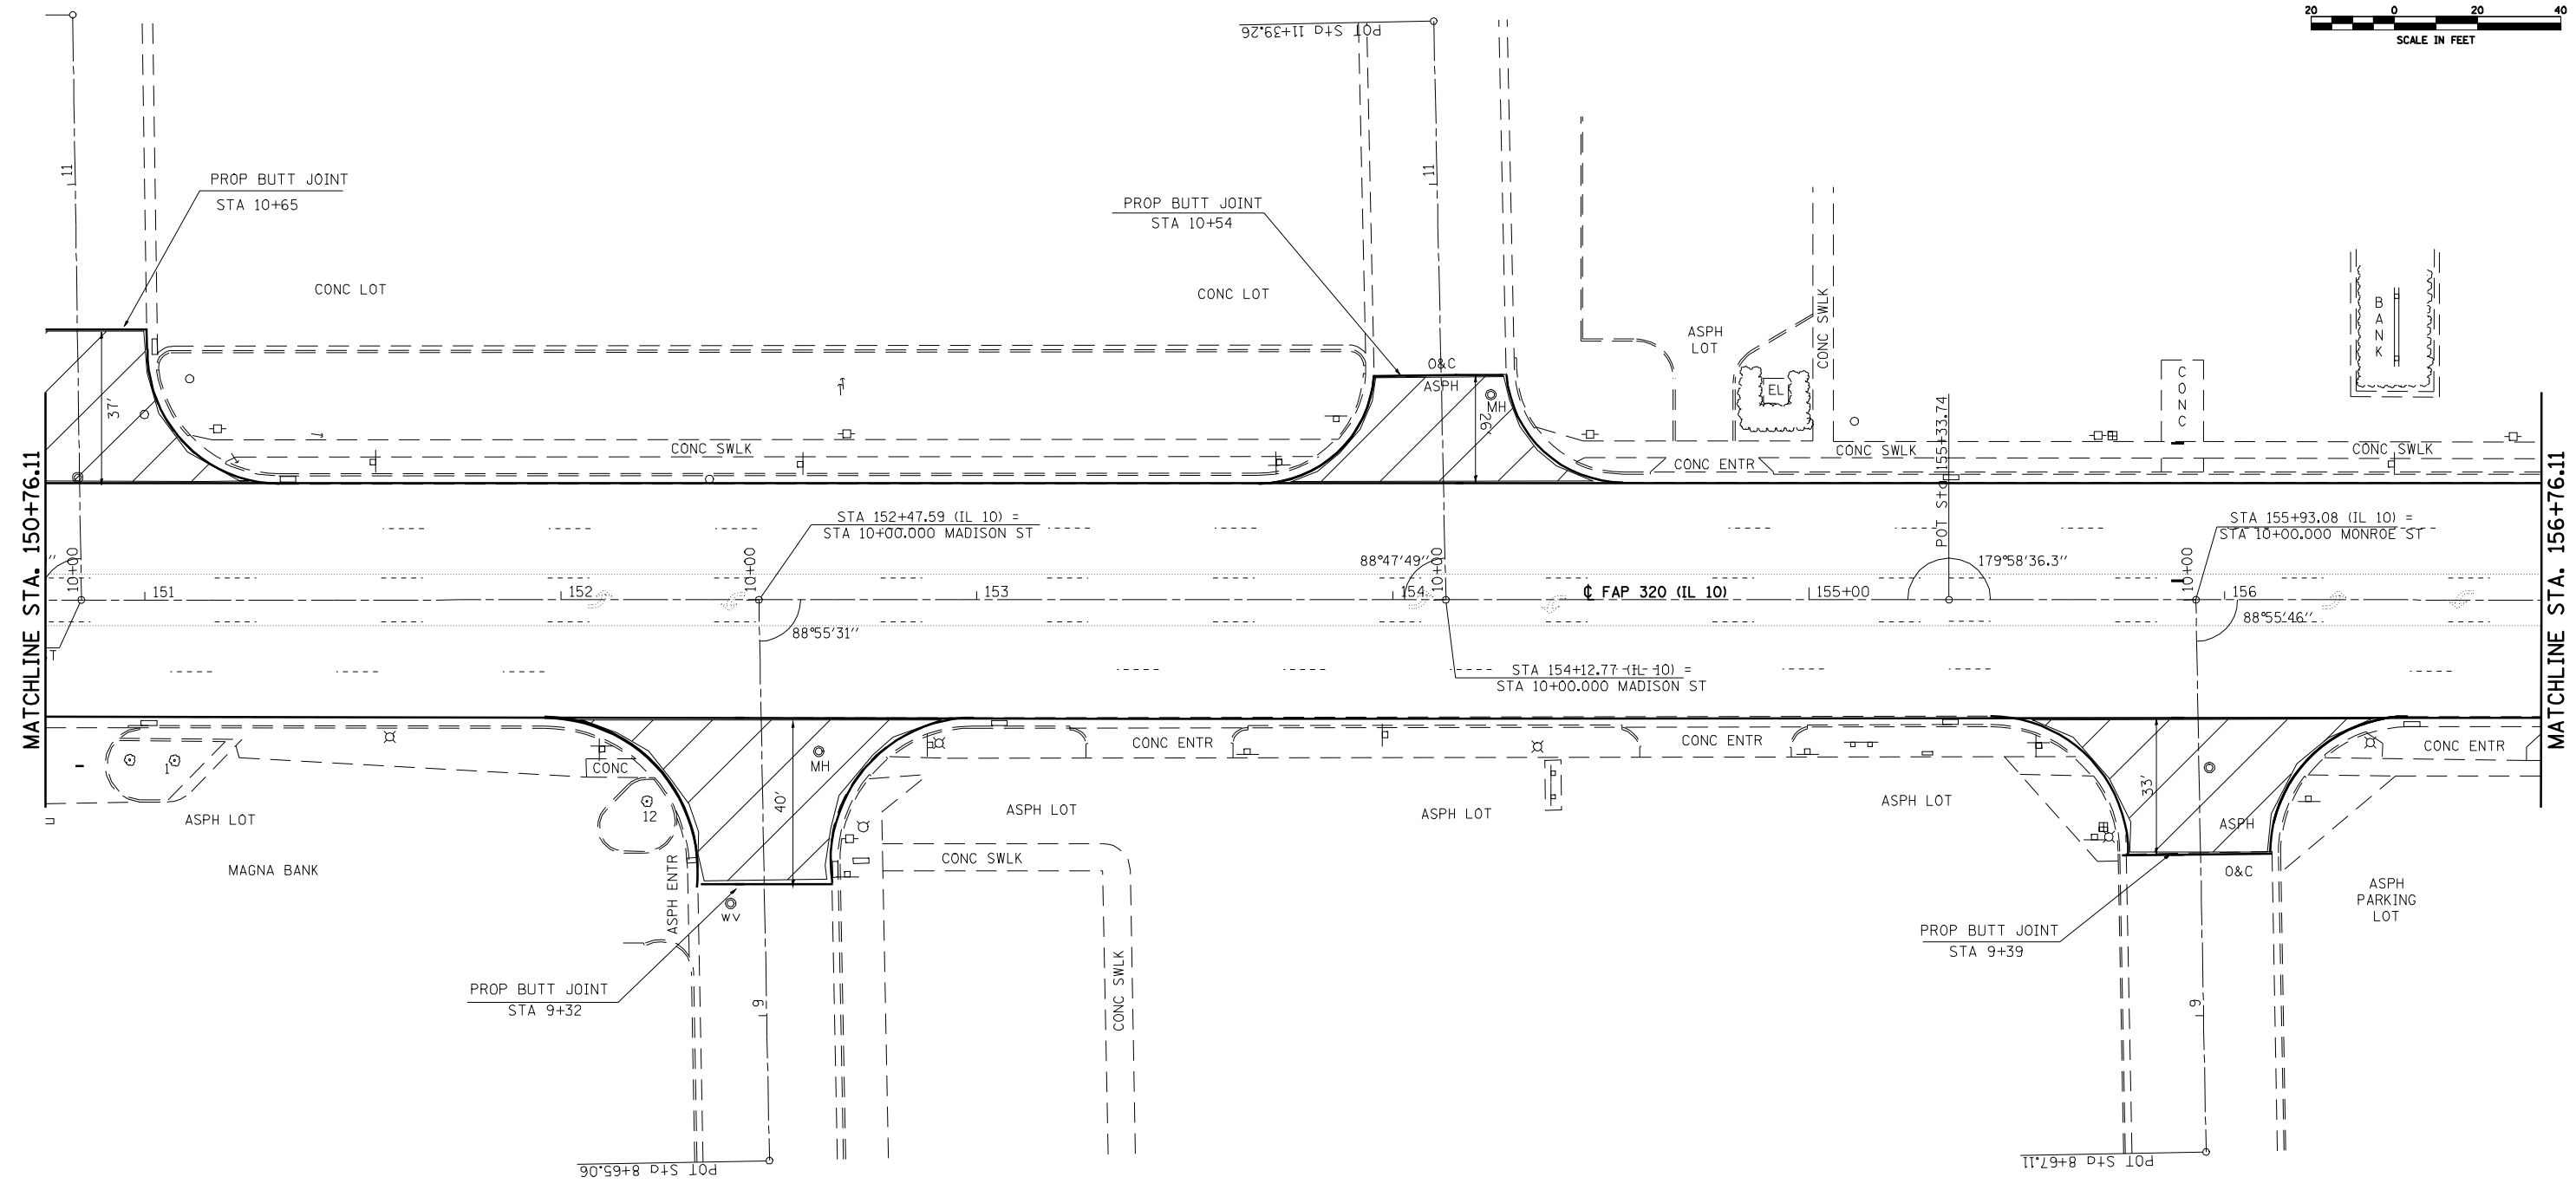 20 0 20 40
SCALE IN FEET
POT Sta 11+39.26
11
11
PROP BUTT JOINT
STA 10+65
PROP BUTT JOINT
STA 10+54
CONC LOT
CONC LOT
ASPH
LOT
CONC SWLK
BANK
EL
CONC
O&C
ASPH
MH
37'
26'
CONC SWLK
CONC ENTR
CONC SWLK
CONC SWLK
POT Sta 155+33.74
MATCHLINE STA. 150+76.11
MATCHLINE STA. 156+76.11
STA 152+47.59 (IL 10) =
STA 10+00.000 MADISON ST
STA 155+93.08 (IL 10) =
STA 10+00.000 MONROE ST
10+00
10+00
10+00
10+00
88°47'49''
179°58'36.3''
151
152
153
154
℄ FAP 320 (IL 10)
155+00
156
88°55'31''
88°55'46''
T
STA 154+12.77 (IL 10) =
STA 10+00.000 MADISON ST
CONC
MH
CONC ENTR
CONC ENTR
CONC ENTR
1
12
40'
33'
ASPH LOT
ASPH LOT
ASPH LOT
ASPH LOT
ASPH
MAGNA BANK
ASPH ENTR
CONC SWLK
WV
O&C
ASPH
PARKING
LOT
PROP BUTT JOINT
STA 9+39
PROP BUTT JOINT
STA 9+32
CONC SWLK
9
9
POT Sta 8+65.06
POT Sta 8+67.11